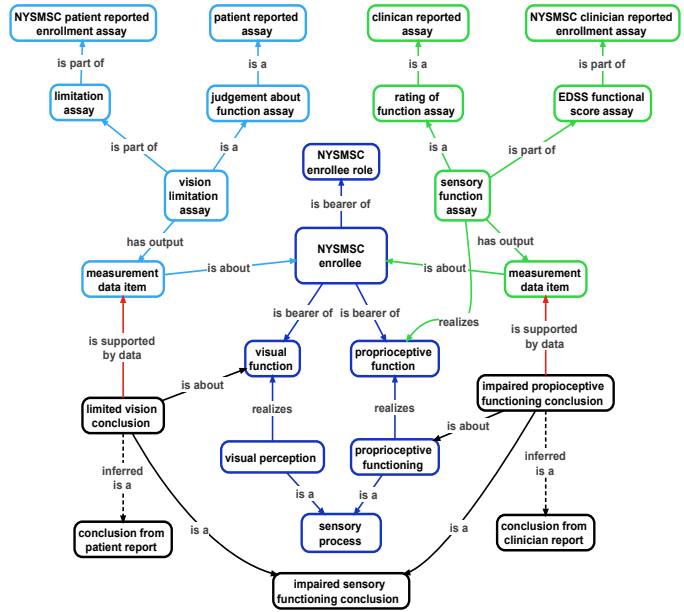 NYSMSC patient reported
enrollment assay
patient reported
assay
clinican reported
assay
NYSMSC clinician reported
enrollment assay
is part of
is a
is a
is part of
limitation
assay
judgement about
function assay
rating of
function assay
EDSS functional
score assay
is part of
is a
NYSMSC
enrollee role
is a
is part of
vision
limitation
assay
sensory
function
assay
is bearer of
has output
NYSMSC
enrollee
has output
measurement
data item
is about
is about
measurement
data item
is bearer of
is bearer of
realizes
is supported
by data
visual
function
proprioceptive
function
is supported
by data
is about
impaired propioceptive
functioning conclusion
limited vision
conclusion
realizes
realizes
is about
visual perception
proprioceptive
functioning
inferred
is a
inferred
is a
is a
is a
conclusion from
patient report
is a
sensory
process
is a
conclusion from
clinician report
impaired sensory
functioning conclusion